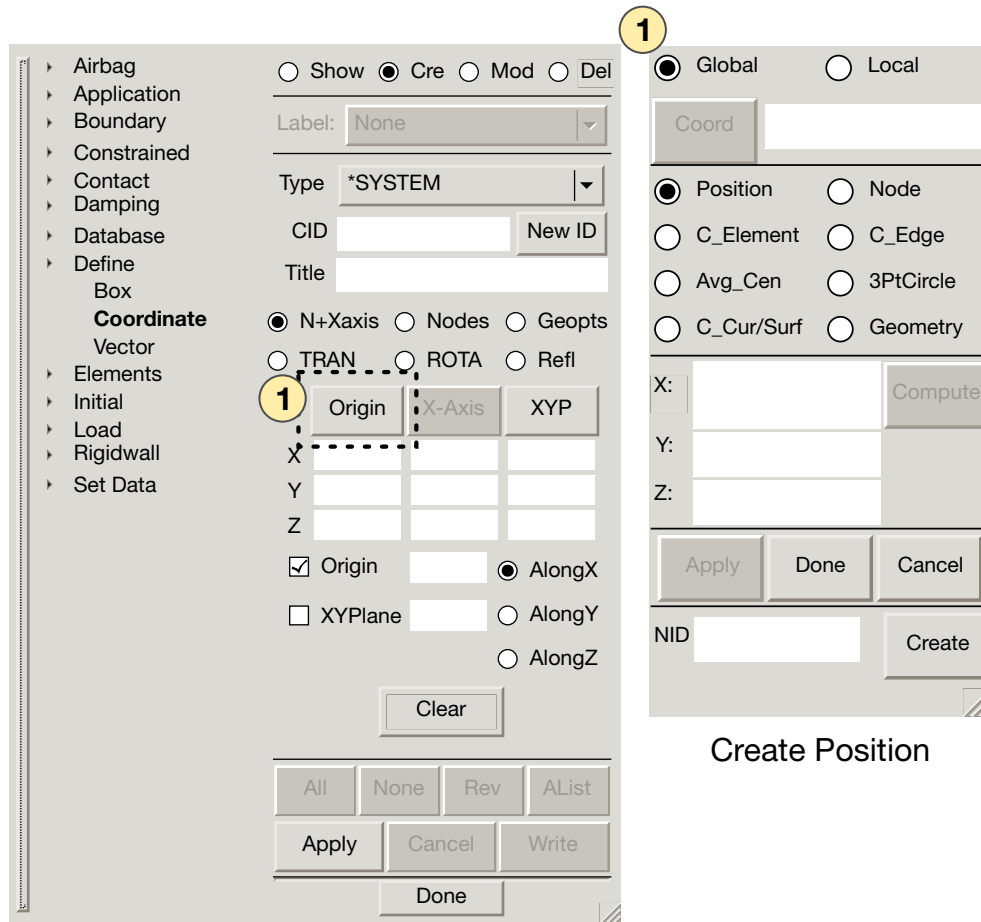 Airbag
Application
Boundary
Constrained
Contact
Damping
Database
Define
Box
Coordinate
Vector
Elements
Initial
Load
Rigidwall
Set Data
Show Cre Mod Del
Label: None
Type *SYSTEM
CID New ID
Title
N+Xaxis Nodes Geopts
TRAN ROTA Refl
1 Origin X-Axis XYP
X
Y
Z
Origin AlongX
XYPlane AlongY
AlongZ
Clear
All None Rev AList
Apply Cancel Write
Done
1
Global Local
Coord
Position Node
C_Element C_Edge
Avg_Cen 3PtCircle
C_Cur/Surf Geometry
X: Compute
Y:
Z:
Apply Done Cancel
NID Create
Create Position